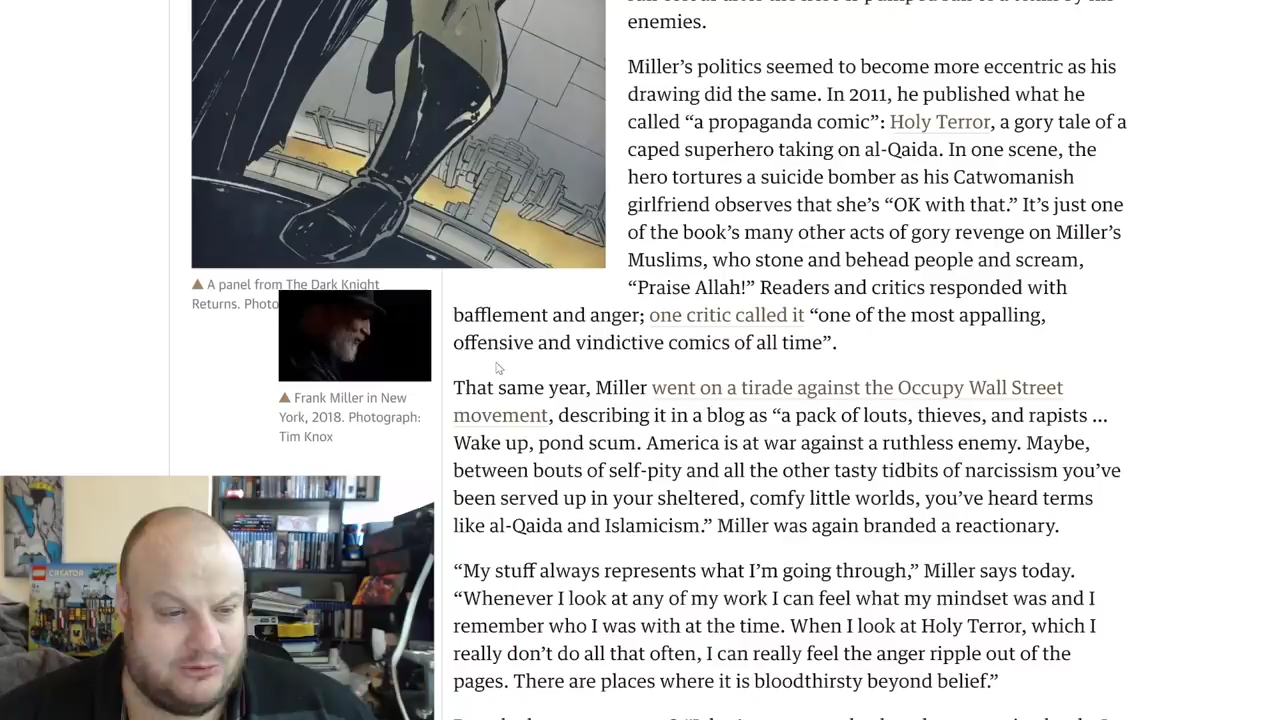 enemies.
Miller’s politics seemed to become more eccentric as his
drawing did the same. In 2011, he published what he
called “a propaganda comic”: Holy Terror, a gory tale of a
caped superhero taking on al-Qaida. In one scene, the
hero tortures a suicide bomber as his Catwomanish
girlfriend observes that she’s “OK with that.” It’s just one
of the book’s many other acts of gory revenge on Miller’s
Muslims, who stone and behead people and scream,
“Praise Allah!” Readers and critics responded with
bafflement and anger; one critic called it “one of the most appalling,
offensive and vindictive comics of all time”.
A panel from The Dark Knight
Returns. Photo
Frank Miller in New
York, 2018. Photograph:
Tim Knox
That same year, Miller went on a tirade against the Occupy Wall Street
movement, describing it in a blog as “a pack of louts, thieves, and rapists ...
Wake up, pond scum. America is at war against a ruthless enemy. Maybe,
between bouts of self-pity and all the other tasty tidbits of narcissism you’ve
been served up in your sheltered, comfy little worlds, you’ve heard terms
like al-Qaida and Islamicism.” Miller was again branded a reactionary.
“My stuff always represents what I’m going through,” Miller says today.
“Whenever I look at any of my work I can feel what my mindset was and I
remember who I was with at the time. When I look at Holy Terror, which I
really don’t do all that often, I can really feel the anger ripple out of the
pages. There are places where it is bloodthirsty beyond belief.”
CREATOR